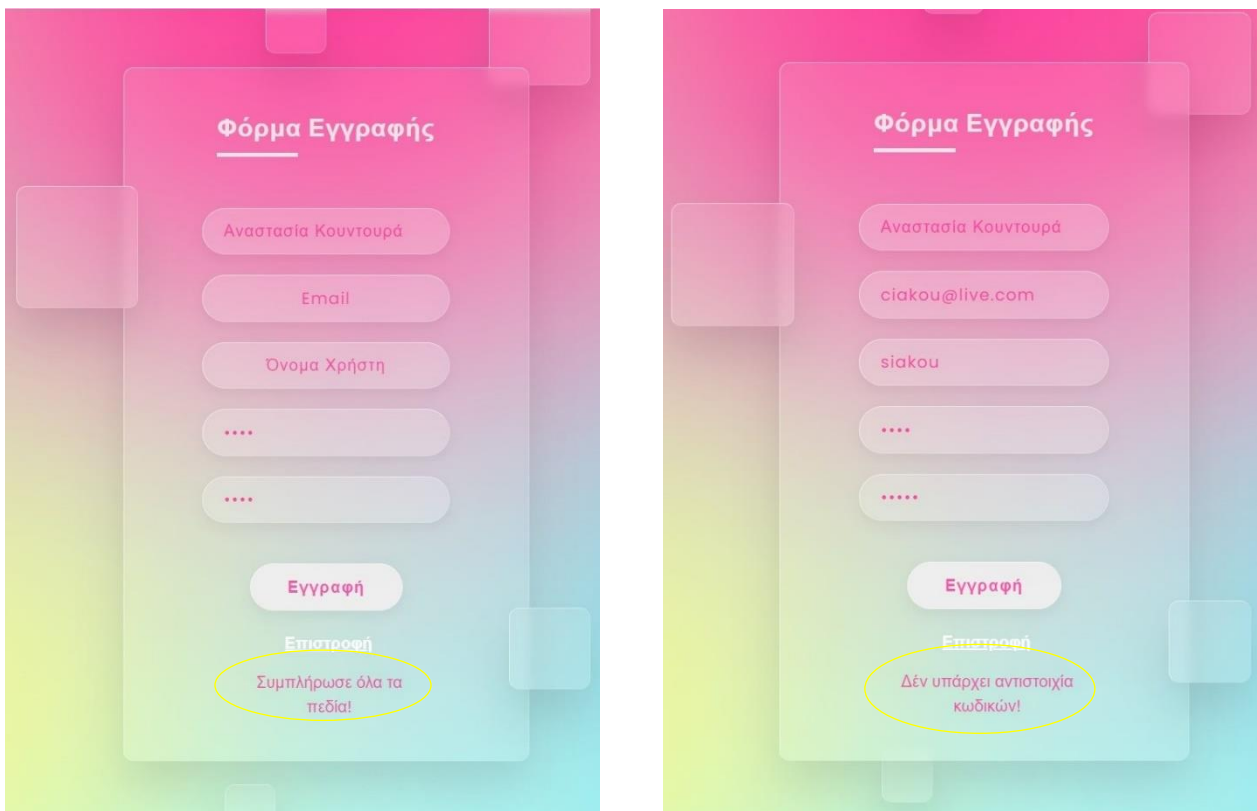 Φόρμα Εγγραφής
Αναστασία Κουντουρά
Email
Όνομα Χρήστη
••••
••••
Εγγραφή
Επιστροφή
Συμπλήρωσε όλα τα
πεδία!
Φόρμα Εγγραφής
Αναστασία Κουντουρά
ciakou@live.com
siakou
••••
•••••
Εγγραφή
Επιστροφή
Δέν υπάρχει αντιστοιχία
κωδικών!